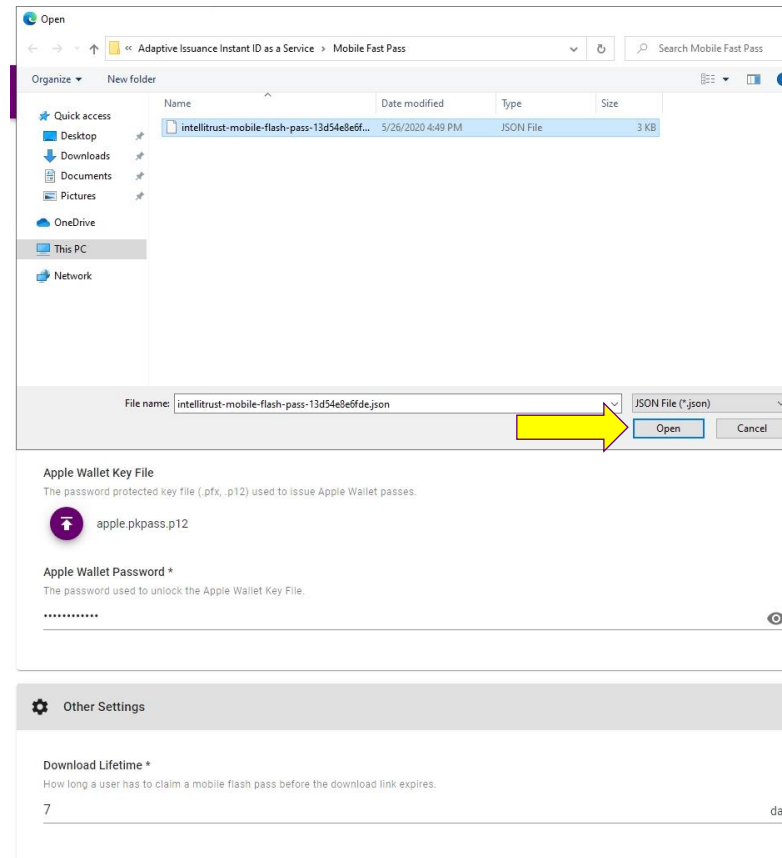 Open
« Adaptive Issuance Instant ID as a Service › Mobile Fast Pass
Search Mobile Fast Pass
Organize New folder
Name Date modified Type Size
intellitrust-mobile-flash-pass-13d54e8e6f... 5/26/2020 4:49 PM JSON File 3 KB
Quick access
Desktop
Downloads
Documents
Pictures
OneDrive
This PC
Network
File name: intellitrust-mobile-flash-pass-13d54e8e6fde.json JSON File (*.json)
Open Cancel
Apple Wallet Key File
The password protected key file (.pfx, .p12) used to issue Apple Wallet passes.
apple.pkpass.p12
Apple Wallet Password *
The password used to unlock the Apple Wallet Key File.
••••••••••••
Other Settings
Download Lifetime *
How long a user has to claim a mobile flash pass before the download link expires.
7 da